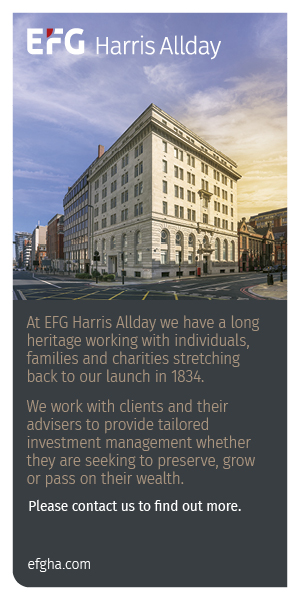 EFG Harris Allday
At EFG Harris Allday we have a long
heritage working with individuals,
families and charities stretching
back to our launch in 1834.
We work with clients and their
advisers to provide tailored
investment management whether
they are seeking to preserve, grow
or pass on their wealth.
Please contact us to find out more.
efgha.com